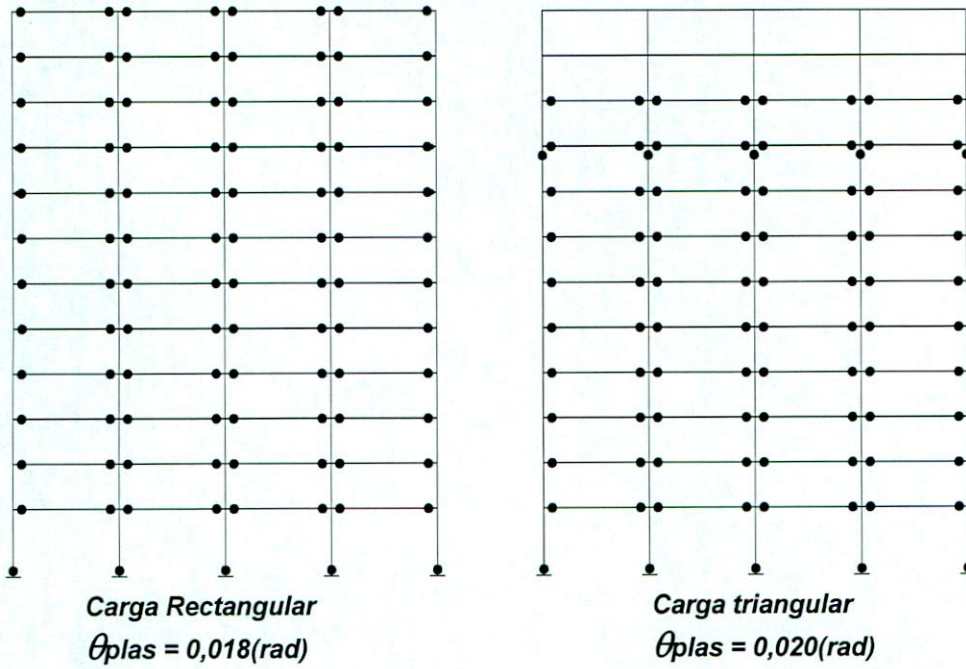 Carga Rectangular
θplas = 0,018(rad)
Carga triangular
θplas = 0,020(rad)